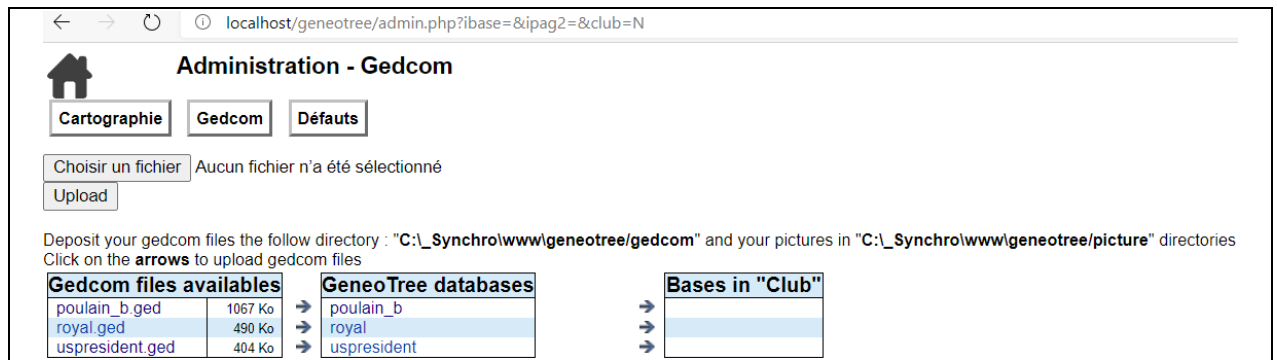 localhost/geneotree/admin.php?ibase=&ipag2=&club=N
Administration - Gedcom
Cartographie Gedcom Défauts
Choisir un fichier Aucun fichier n'a été sélectionné
Upload
Deposit your gedcom files the follow directory : "C:\_Synchro\www\geneotree/gedcom" and your pictures in "C:\_Synchro\www\geneotree/picture" directories
Click on the arrows to upload gedcom files
Gedcom files availables GeneoTree databases Bases in "Club"
poulain_b.ged 1067 Ko poulain_b
royal.ged 490 Ko royal
uspresident.ged 404 Ko uspresident